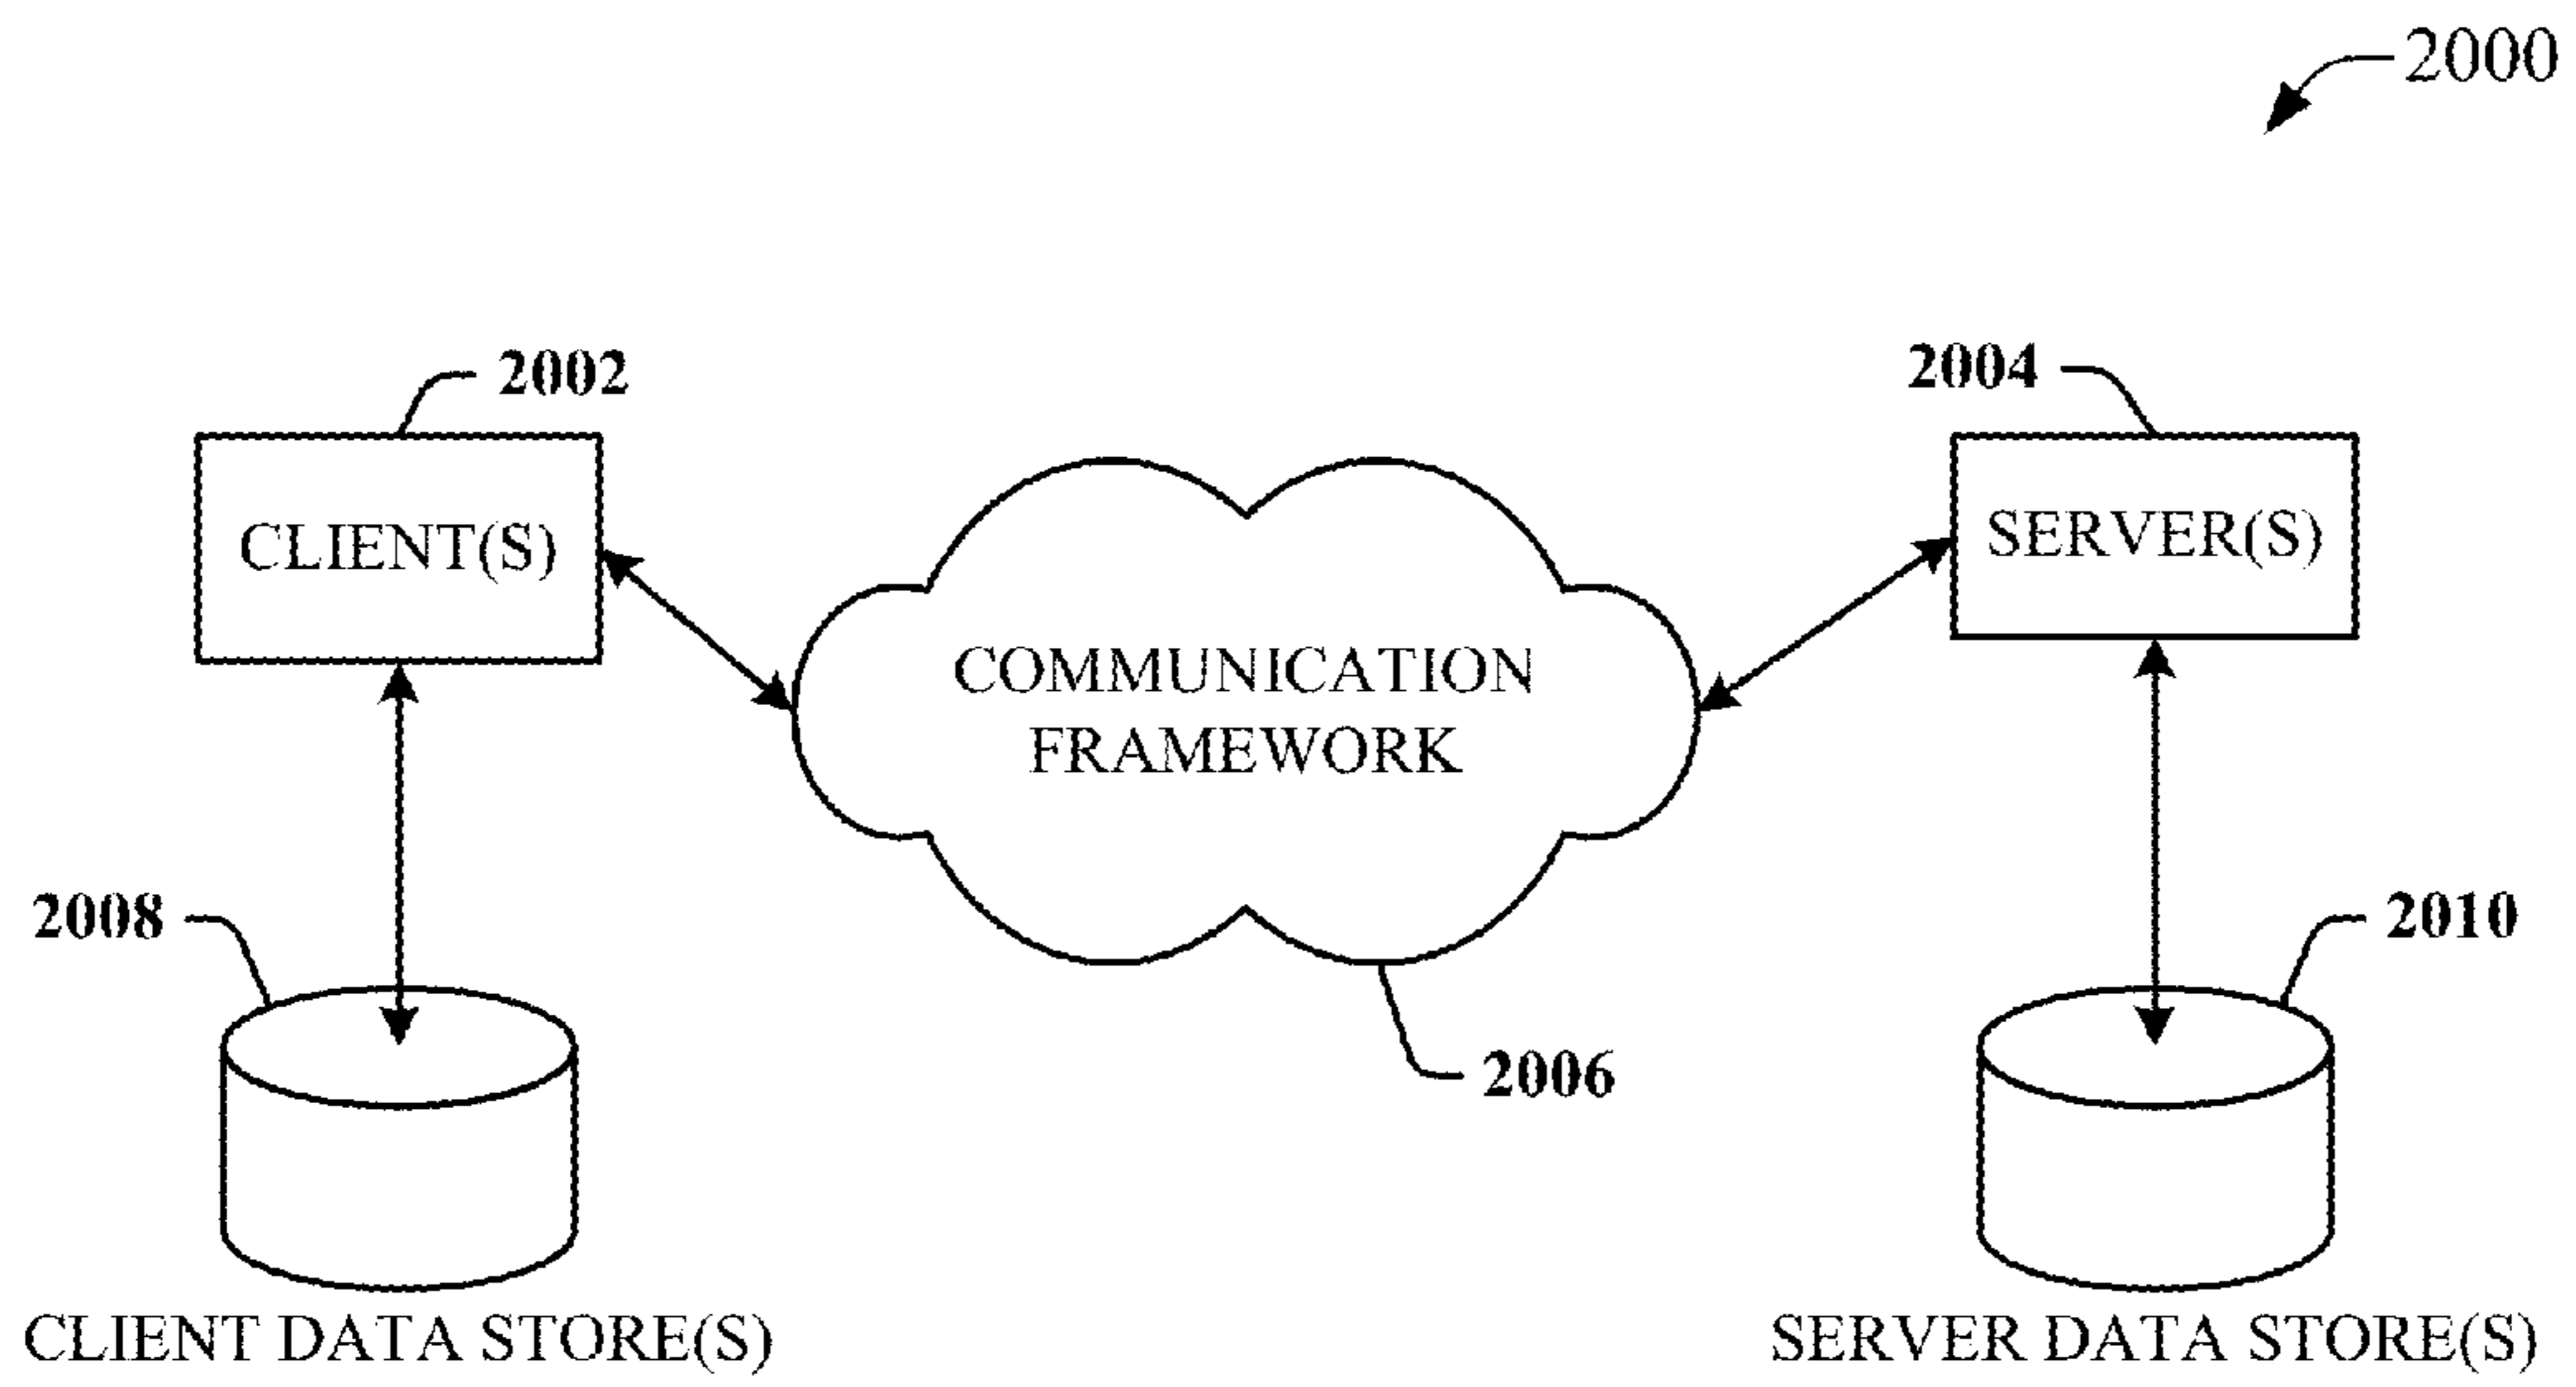 2000
2002
2004
CLIENT(S)
SERVER(S)
COMMUNICATION
FRAMEWORK
2008
2010
2006
CLIENT DATA STORE(S)
SERVER DATA STORE(S)